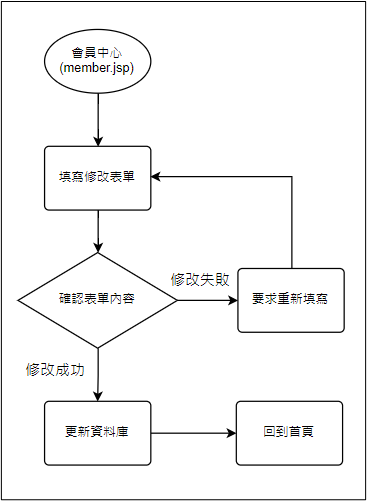 會員中心
(member.jsp)
填寫修改表單
確認表單內容
修改失敗
要求重新填寫
修改成功
更新資料庫
回到首頁